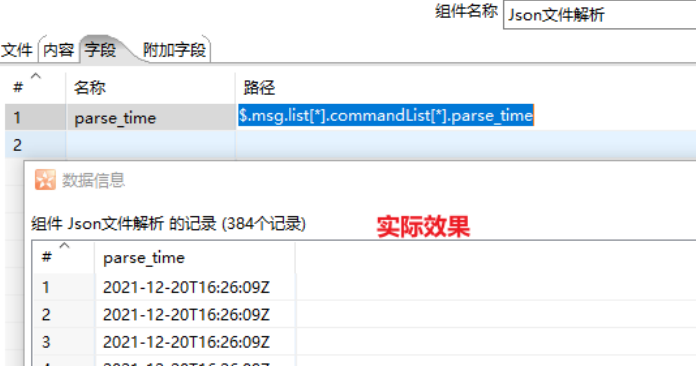 组件名称 Json文件解析
文件 内容 字段 附加字段
# 名称 路径
1 parse_time $.msg.list[*].commandList[*].parse_time
2
数据信息
组件 Json文件解析 的记录 (384个记录) 实际效果
# parse_time
1 2021-12-20T16:26:09Z
2 2021-12-20T16:26:09Z
3 2021-12-20T16:26:09Z